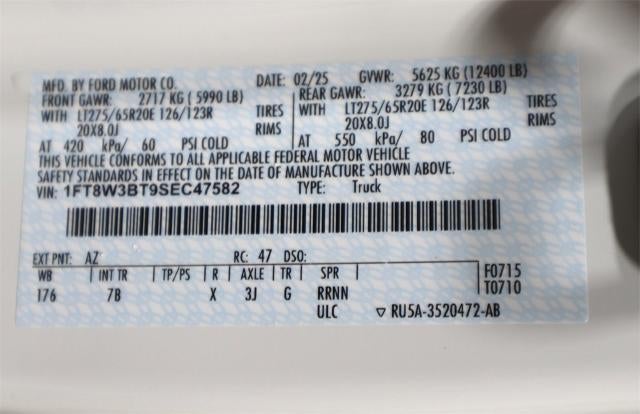 MFD. BY FORD MOTOR CO. DATE: 02/25 GVWR: 5625 KG (12400 LB)
FRONT GAWR: 2717 KG (5990 LB) REAR GAWR: 3279 KG (7230 LB)
WITH LT275/65R20E 126/123R TIRES WITH LT275/65R20E 126/123R TIRES
20X8.0J RIMS 20X8.0J RIMS
AT 420 kPa/ 60 PSI COLD AT 550 kPa/ 80 PSI COLD
THIS VEHICLE CONFORMS TO ALL APPLICABLE FEDERAL MOTOR VEHICLE
SAFETY STANDARDS IN EFFECT ON THE DATE OF MANUFACTURE SHOWN ABOVE.
VIN: 1FT8W3BT9SEC47582 TYPE: Truck
EXT PNT: AZ RC: 47 DSO:
WB INT TR TP/PS R AXLE TR SPR F0715
176 7B X 3J G RRNN T0710
ULC ▽ RU5A-3520472-AB